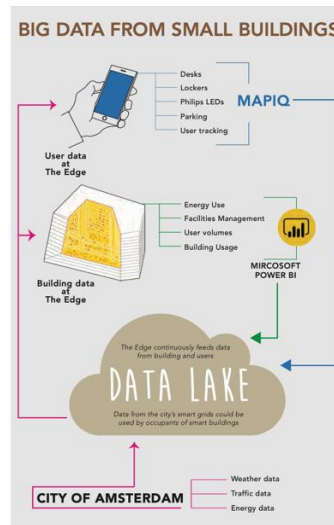 BIG DATA FROM SMALL BUILDINGS
Desks
Lockers
Philips LEDs
Parking
User tracking
MAPIQ
User data
at
The Edge
Energy Use
Facilities Management
User volumes
Building Usage
MIRCOSOFT
POWER BI
Building data
at
The Edge
The Edge continuously feeds data
from building and users
DATA LAKE
Data from the city's smart grids could be
used by occupants of smart buildings
CITY OF AMSTERDAM
Weather data
Traffic data
Energy data